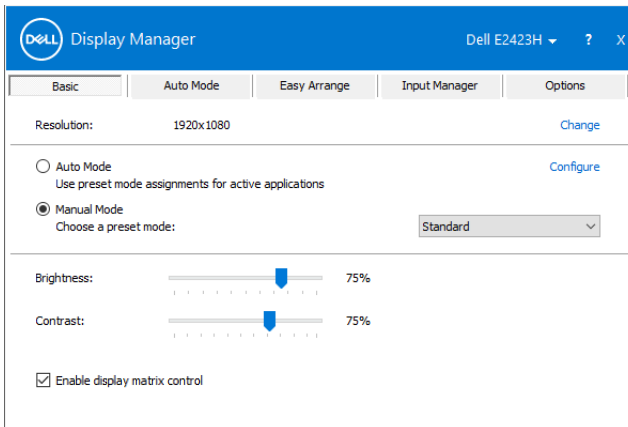 DELL Display Manager Dell E2423H ? X
Basic Auto Mode Easy Arrange Input Manager Options
Resolution: 1920x1080 Change
Auto Mode Configure
Use preset mode assignments for active applications
Manual Mode
Choose a preset mode: Standard
Brightness: 75%
Contrast: 75%
Enable display matrix control